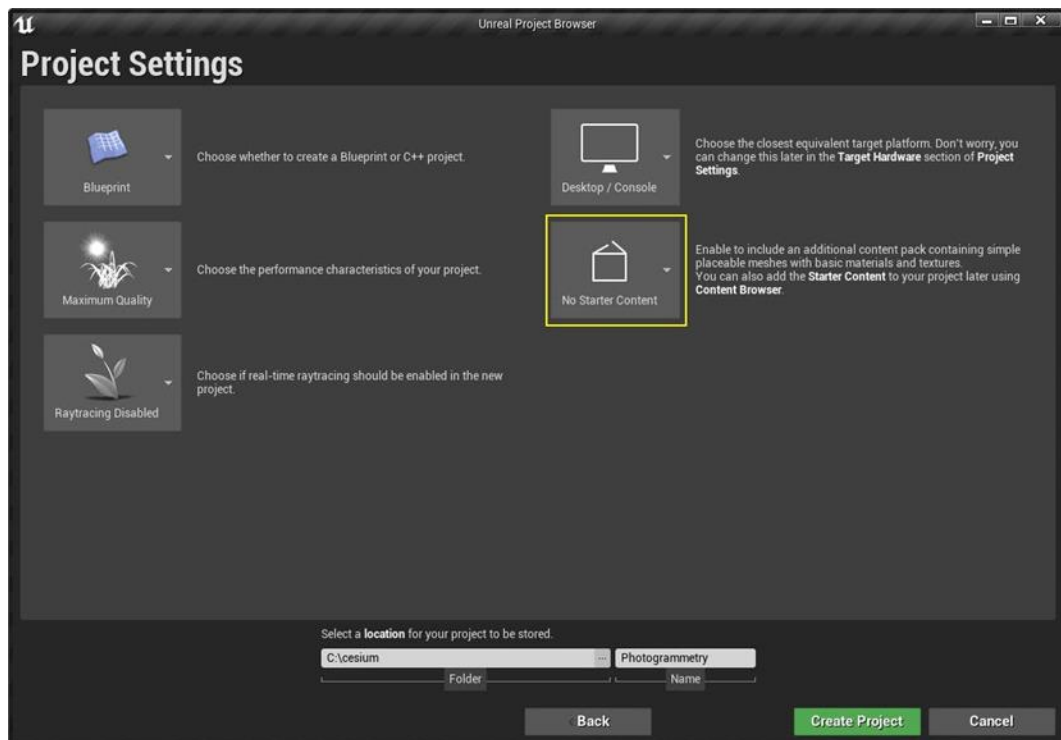 Unreal Project Browser
Project Settings
Blueprint
Choose whether to create a Blueprint or C++ project.
Desktop / Console
Choose the closest equivalent target platform. Don't worry, you
can change this later in the Target Hardware section of Project
Settings.
Maximum Quality
Choose the performance characteristics of your project.
No Starter Content
Enable to include an additional content pack containing simple
placeable meshes with basic materials and textures.
You can also add the Starter Content to your project later using
Content Browser.
Raytracing Disabled
Choose if real-time raytracing should be enabled in the new
project.
Select a location for your project to be stored.
C:\cesium
...
Photogrammetry
Folder
Name
Back
Create Project
Cancel